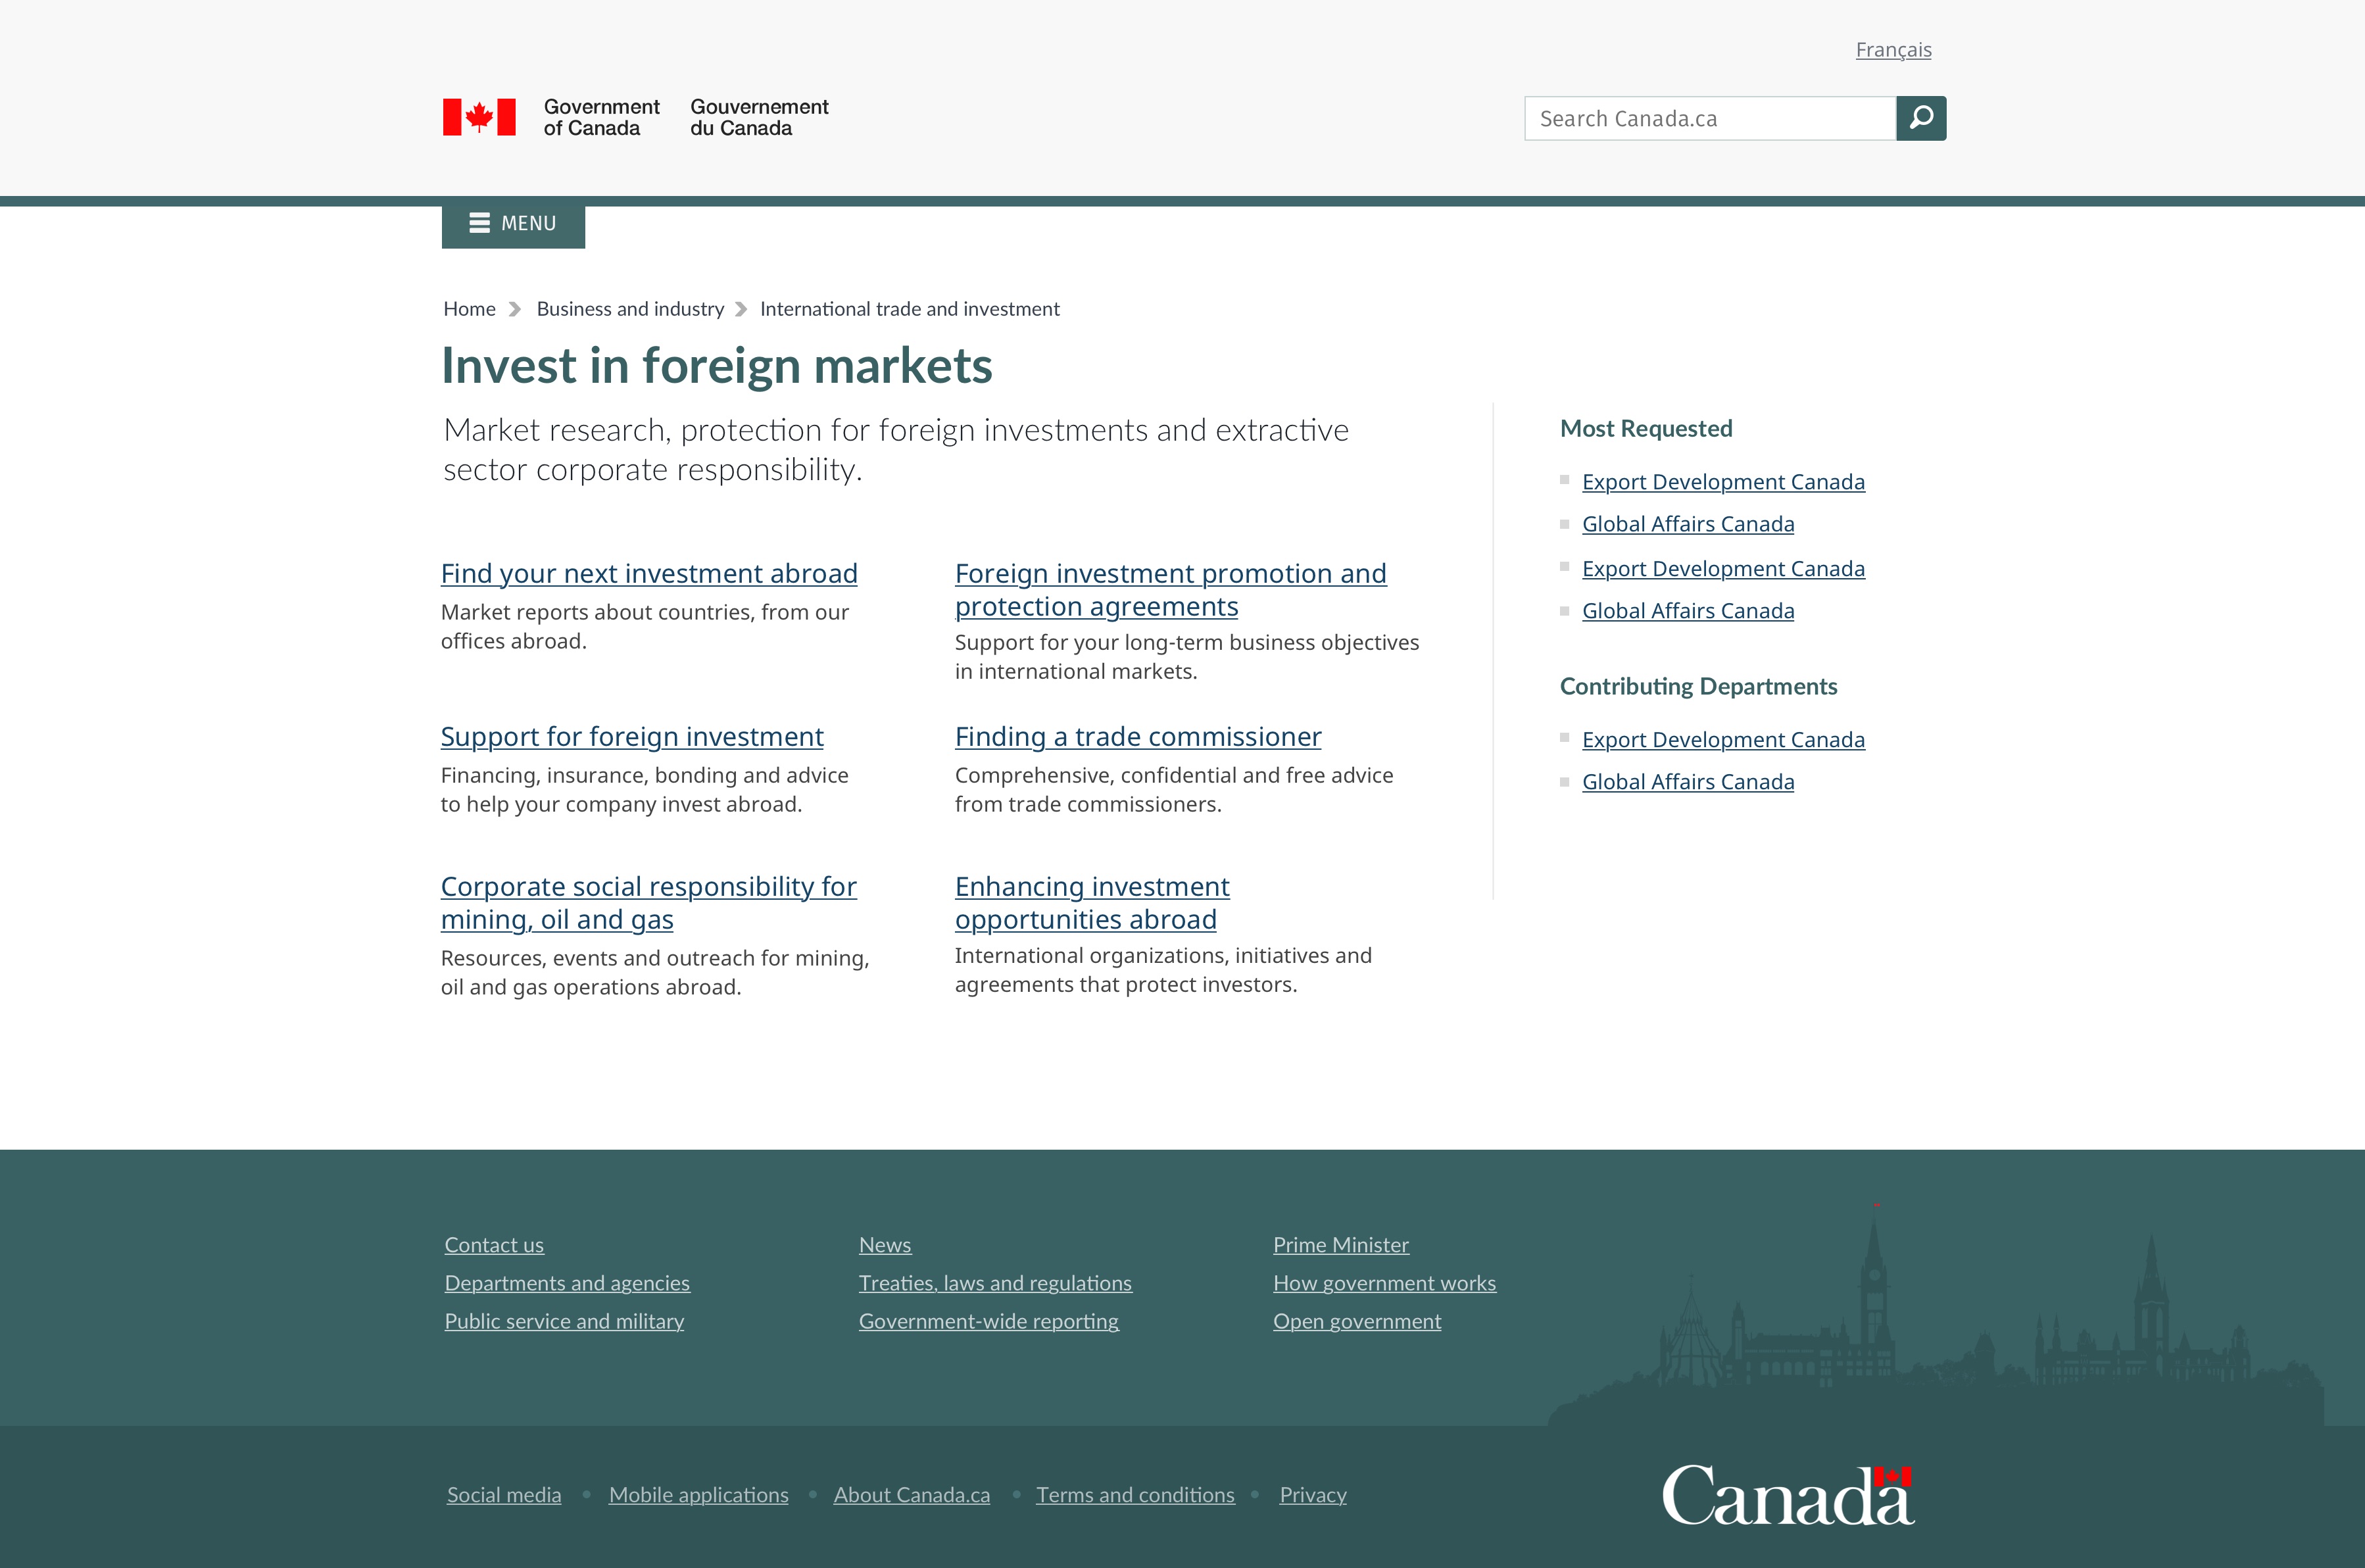 Français
Government of Canada
Gouvernement du Canada
Search Canada.ca
MENU
Home
Business and industry
International trade and investment
Invest in foreign markets
Market research, protection for foreign investments and extractive
sector corporate responsibility.
Find your next investment abroad
Market reports about countries, from our
offices abroad.
Foreign investment promotion and
protection agreements
Support for your long-term business objectives
in international markets.
Support for foreign investment
Financing, insurance, bonding and advice
to help your company invest abroad.
Finding a trade commissioner
Comprehensive, confidential and free advice
from trade commissioners.
Corporate social responsibility for
mining, oil and gas
Resources, events and outreach for mining,
oil and gas operations abroad.
Enhancing investment
opportunities abroad
International organizations, initiatives and
agreements that protect investors.
Most Requested
Export Development Canada
Global Affairs Canada
Export Development Canada
Global Affairs Canada
Contributing Departments
Export Development Canada
Global Affairs Canada
Contact us
Departments and agencies
Public service and military
News
Treaties, laws and regulations
Government-wide reporting
Prime Minister
How government works
Open government
Social media
Mobile applications
About Canada.ca
Terms and conditions
Privacy
Canada